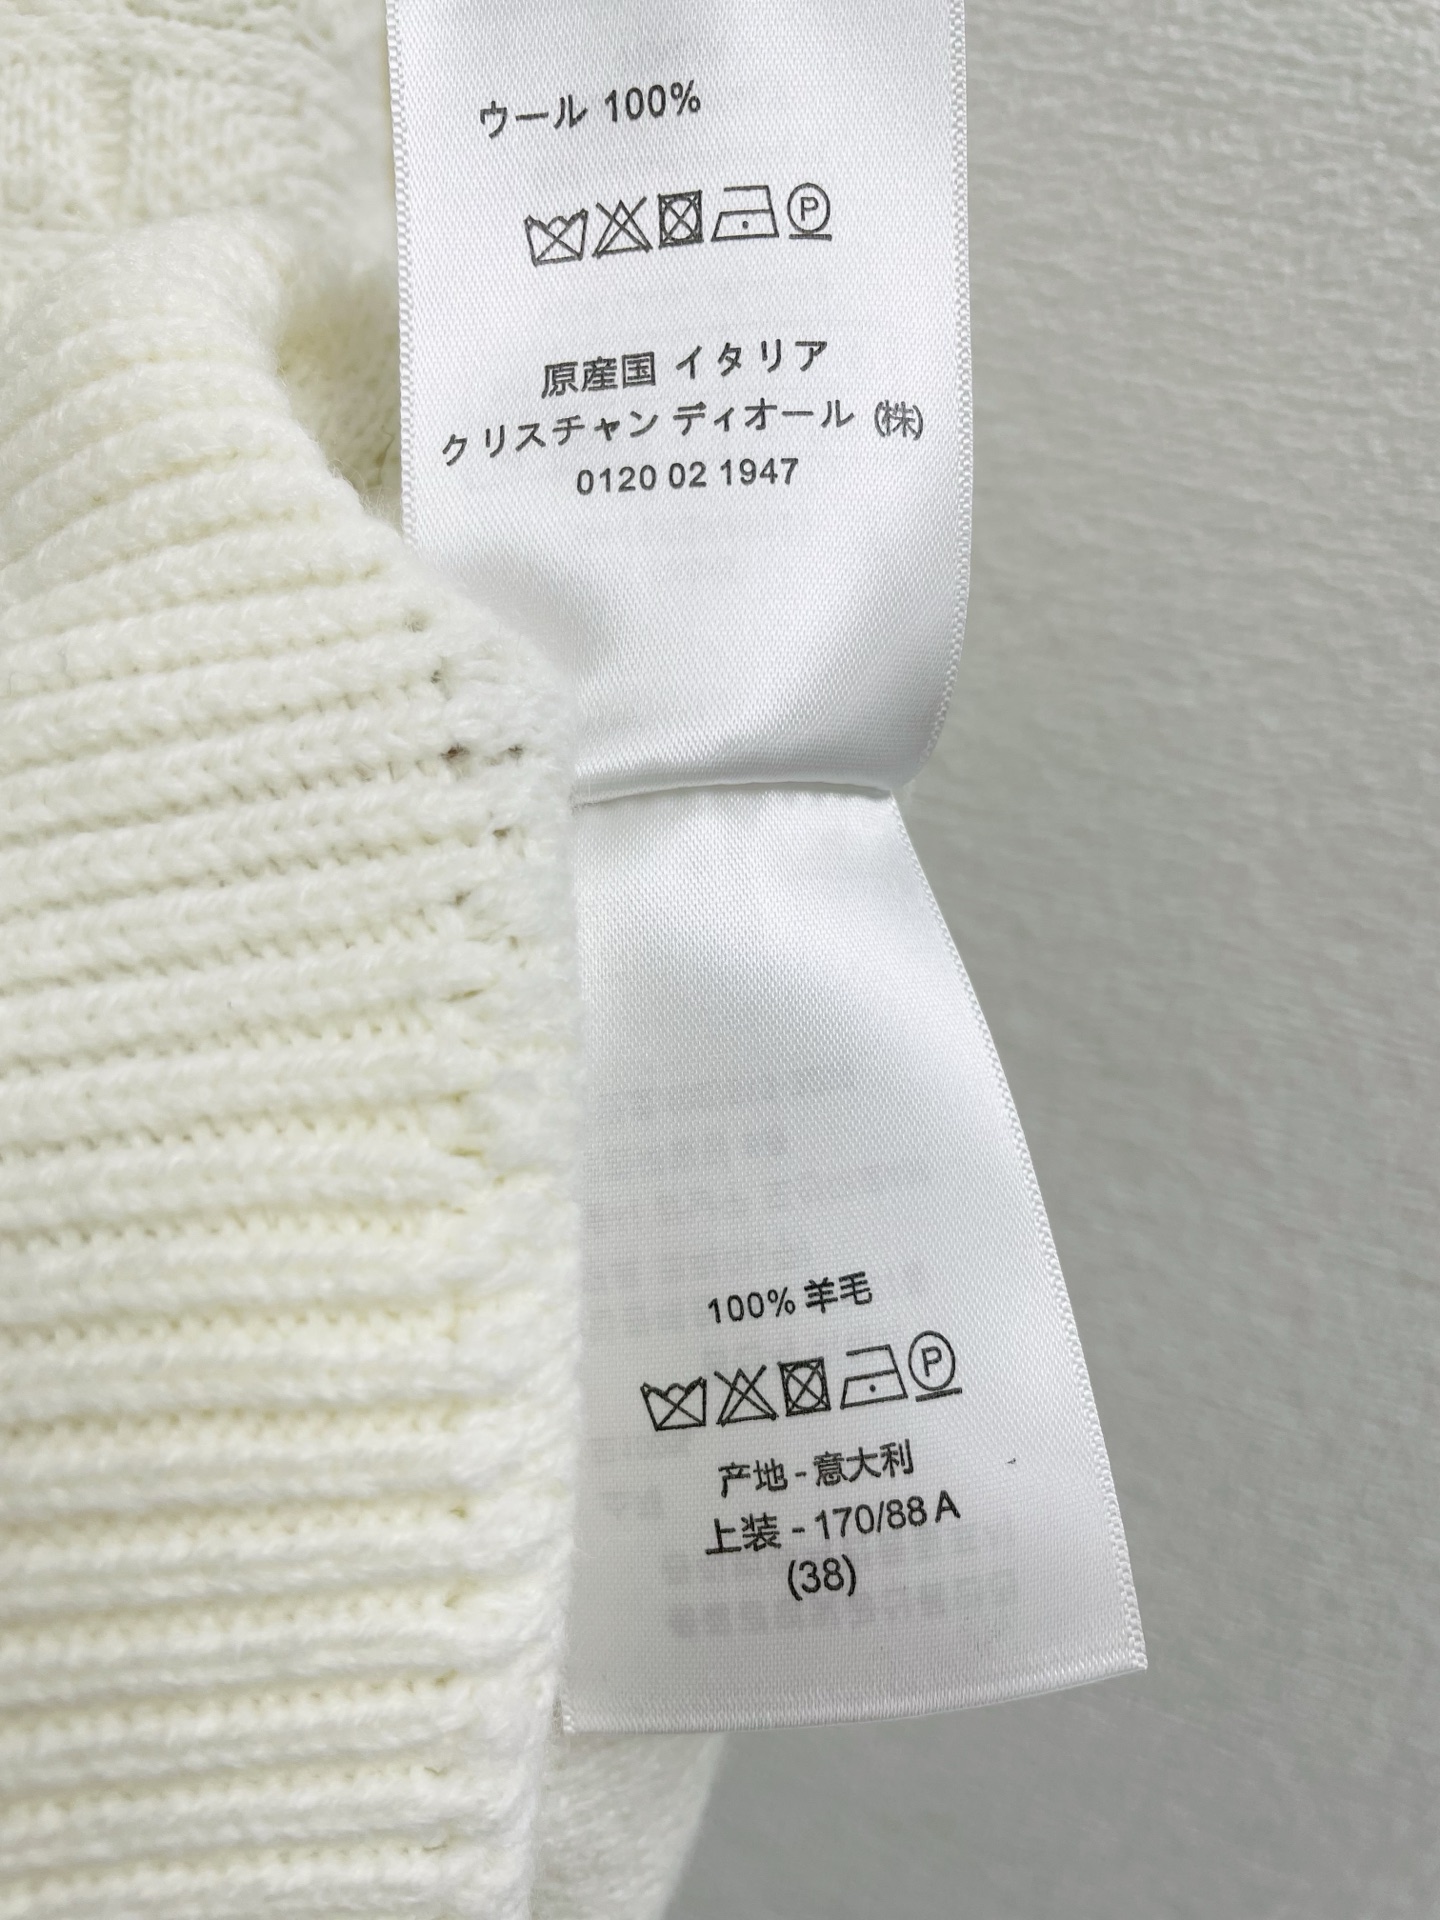 ウール 100%
P
原産国 イタリア
クリスチャン ディオール (株)
0120 02 1947
100% 羊毛
P
产地 - 意大利
上装 - 170/88 A
(38)